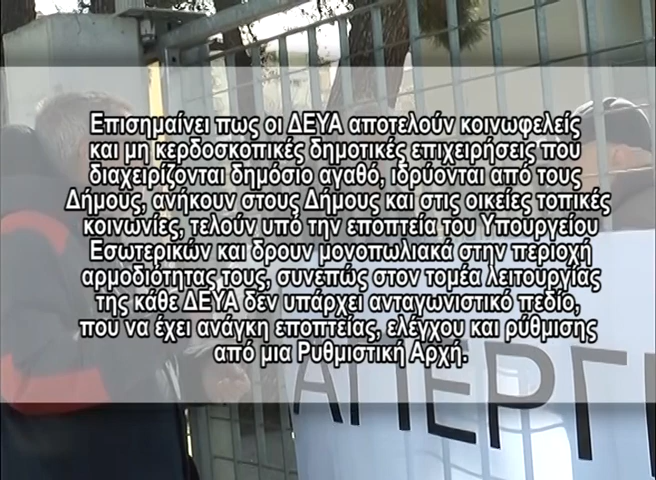 Επισημαίνει πως οι ΔΕΥΑ αποτελούν κοινωφελείς
και μη κερδοσκοπικές δημοτικές επιχειρήσεις που
διαχειρίζονται δημόσιο αγαθό, ιδρύονται από τους
Δήμους, ανήκουν στους Δήμους και στις οικείες τοπικές
κοινωνίες, τελούν υπό την εποπτεία του Υπουργείου
Εσωτερικών και δρουν μονοπωλιακά στην περιοχή
αρμοδιότητας τους, συνεπώς στον τομέα λειτουργίας
της κάθε ΔΕΥΑ δεν υπάρχει ανταγωνιστικό πεδίο,
που να έχει ανάγκη εποπτείας, ελέγχου και ρύθμισης
από μια Ρυθμιστική Αρχή.
ΑΠΕΡΓ